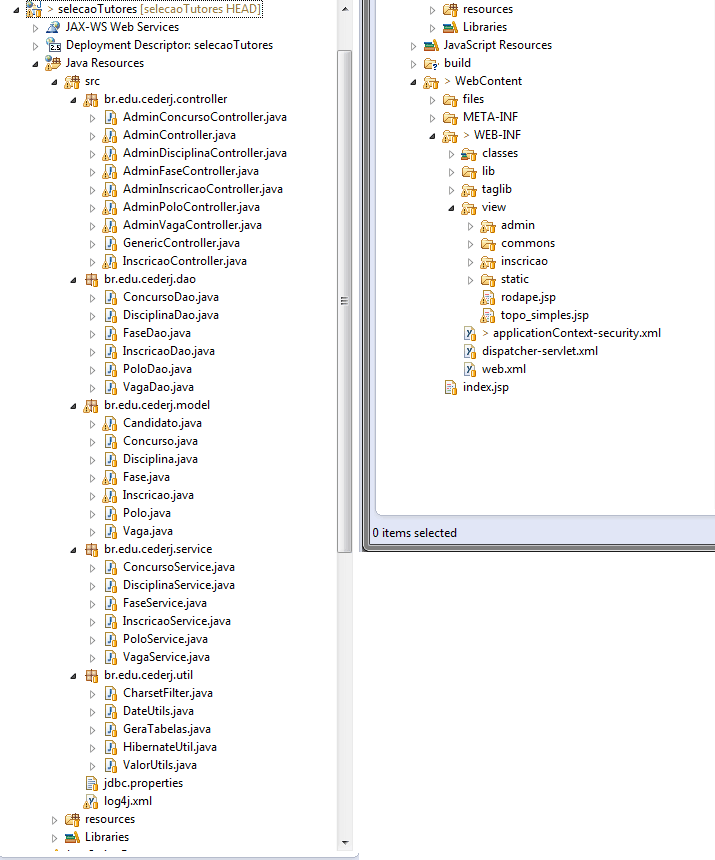 > selecaoTutores [selecaoTutores HEAD]
JAX-WS Web Services
Deployment Descriptor: selecaoTutores
Java Resources
src
br.edu.cederj.controller
AdminConcursoController.java
AdminController.java
AdminDisciplinaController.java
AdminFaseController.java
AdminInscricaoController.java
AdminPoloController.java
AdminVagaController.java
GenericController.java
InscricaoController.java
br.edu.cederj.dao
ConcursoDao.java
DisciplinaDao.java
FaseDao.java
InscricaoDao.java
PoloDao.java
VagaDao.java
br.edu.cederj.model
Candidato.java
Concurso.java
Disciplina.java
Fase.java
Inscricao.java
Polo.java
Vaga.java
br.edu.cederj.service
ConcursoService.java
DisciplinaService.java
FaseService.java
InscricaoService.java
PoloService.java
VagaService.java
br.edu.cederj.util
CharsetFilter.java
DateUtils.java
GeraTabelas.java
HibernateUtil.java
ValorUtils.java
jdbc.properties
log4j.xml
resources
Libraries
resources
Libraries
JavaScript Resources
build
> WebContent
files
META-INF
> WEB-INF
classes
lib
taglib
view
admin
commons
inscricao
static
rodape.jsp
topo_simples.jsp
> applicationContext-security.xml
dispatcher-servlet.xml
web.xml
index.jsp
0 items selected